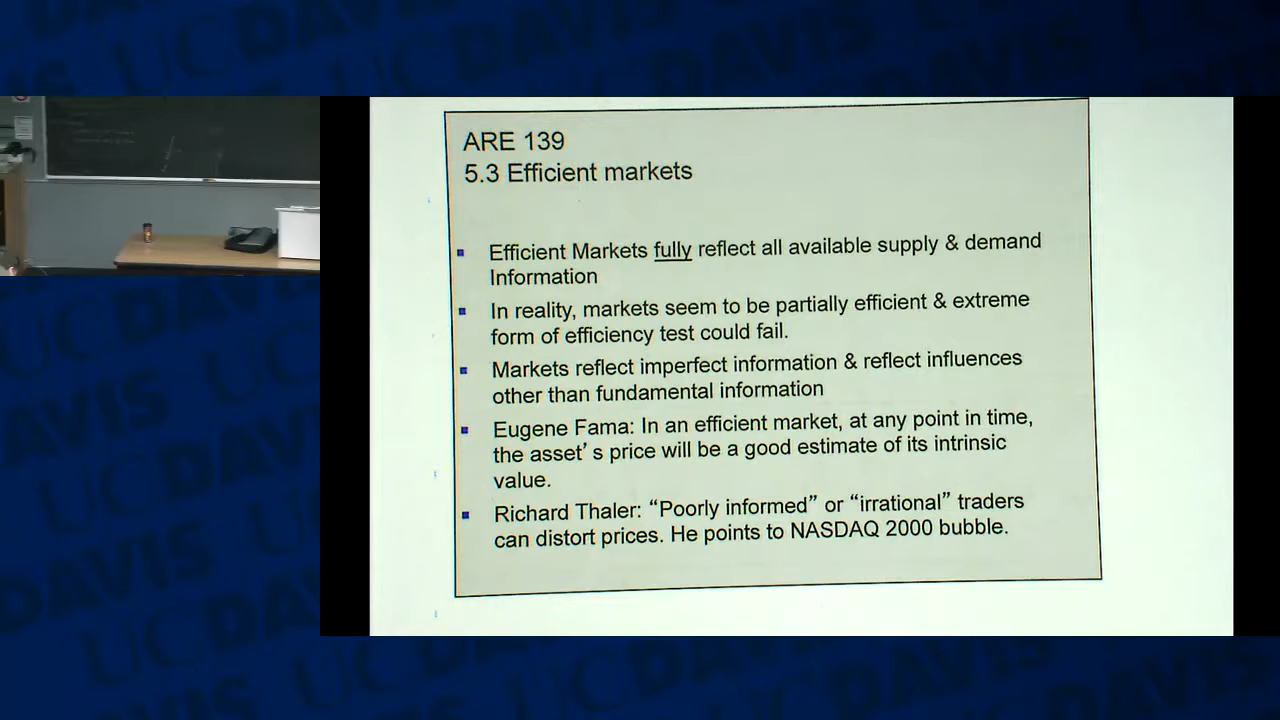 ARE 139
5.3 Efficient markets
Efficient Markets fully reflect all available supply & demand
Information
In reality, markets seem to be partially efficient & extreme
form of efficiency test could fail.
Markets reflect imperfect information & reflect influences
other than fundamental information
Eugene Fama: In an efficient market, at any point in time,
the asset’ s price will be a good estimate of its intrinsic
value.
Richard Thaler: “Poorly informed” or “irrational” traders
can distort prices. He points to NASDAQ 2000 bubble.
UC DAVIS